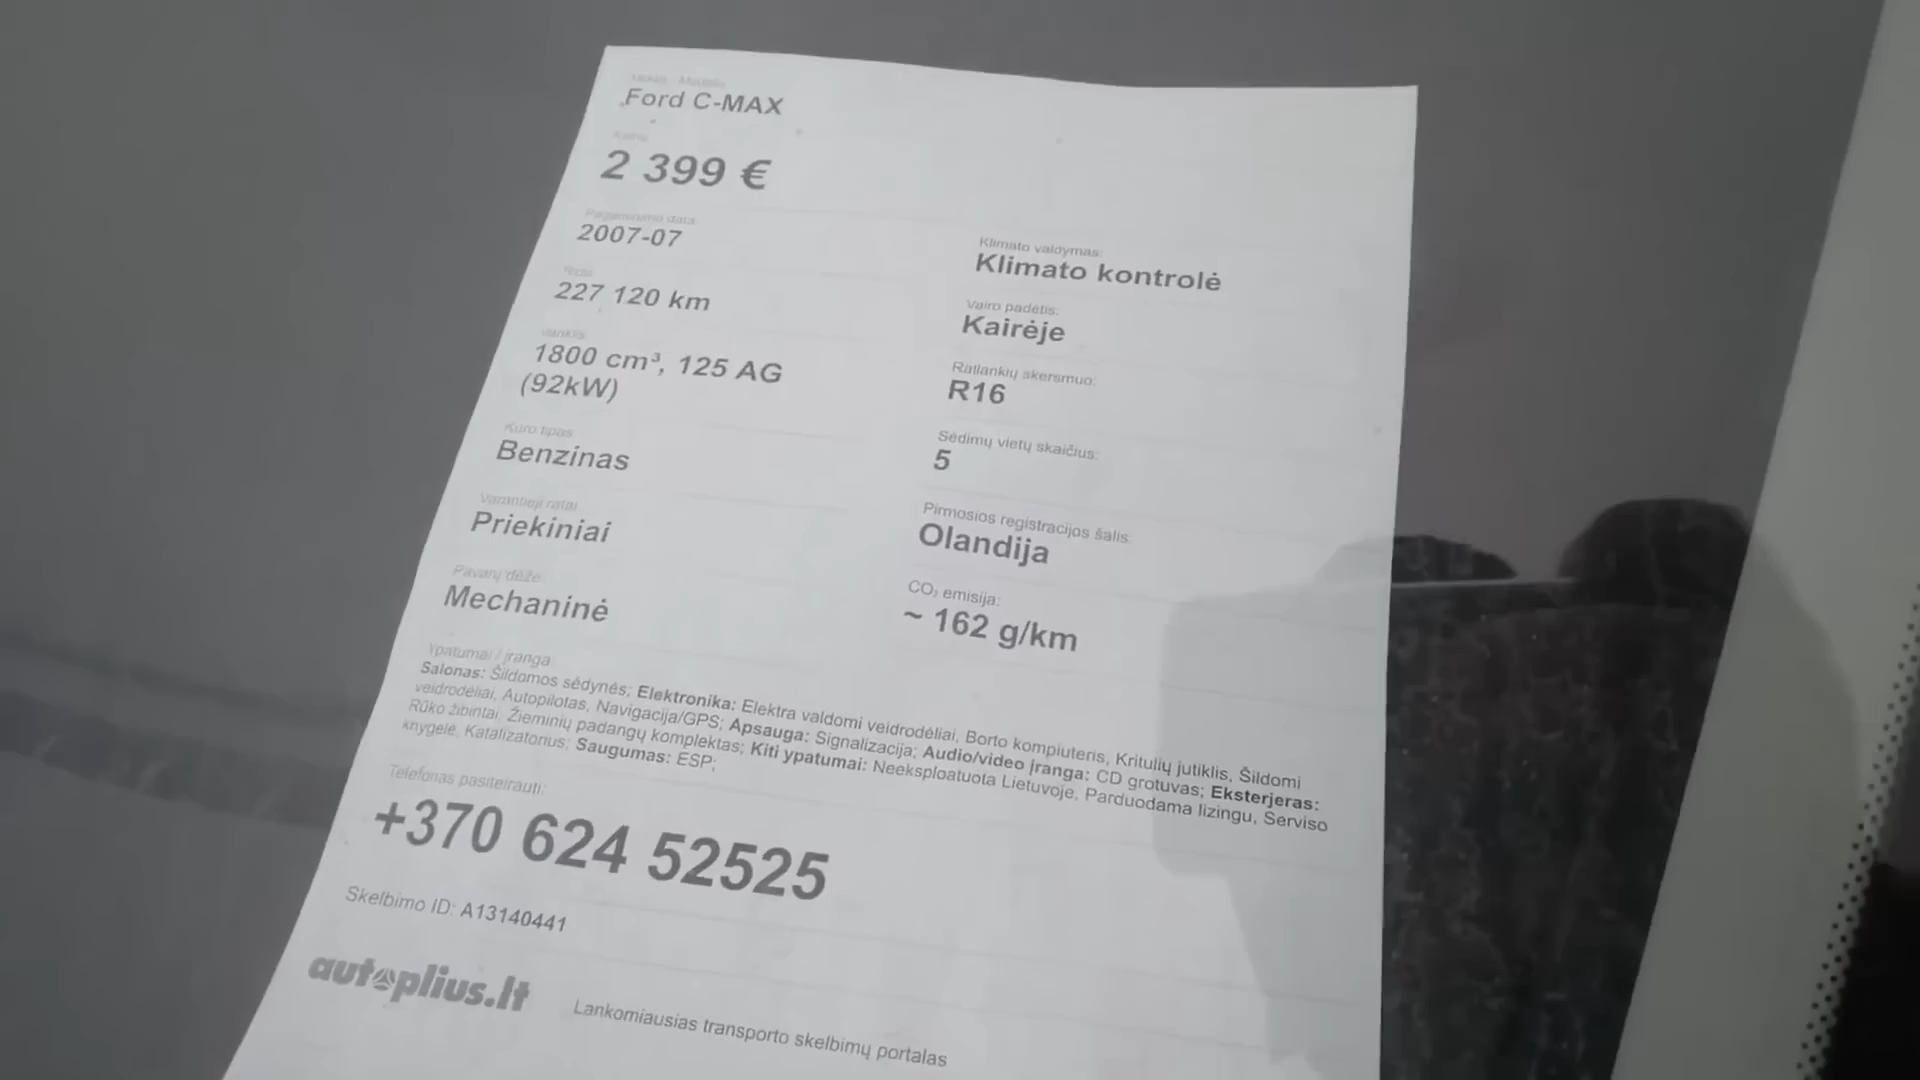 Ford C-MAX
Kaina
2 399 €
Pagaminimo data:
2007-07
Rida
227 120 km
Variklis
1800 cm³, 125 AG
(92kW)
Kuro tipas
Benzinas
Varantieji ratai
Priekiniai
Pavarų dėžė
Mechaninė
Klimato valdymas:
Klimato kontrolė
Vairo padėtis:
Kairėje
Ratlankių skersmuo:
R16
Sėdimų vietų skaičius:
5
Pirmosios registracijos šalis:
Olandija
CO₂ emisija:
~ 162 g/km
Ypatumai / įranga
Salonas: Šildomos sėdynės; Elektronika: Elektra valdomi veidrodėliai, Borto kompiuteris, Kritulių jutiklis, Šildomi
veidrodėliai, Autopilotas, Navigacija/GPS; Apsauga: Signalizacija; Audio/video įranga: CD grotuvas; Eksterjeras:
Rūko žibintai, Žieminių padangų komplektas; Kiti ypatumai: Neeksploatuota Lietuvoje, Parduodama lizingu, Serviso
knygelė, Katalizatorius; Saugumas: ESP;
Telefonas pasiteirauti:
+370 624 52525
Skelbimo ID: A13140441
autoplius.lt
Lankomiausias transporto skelbimų portalas